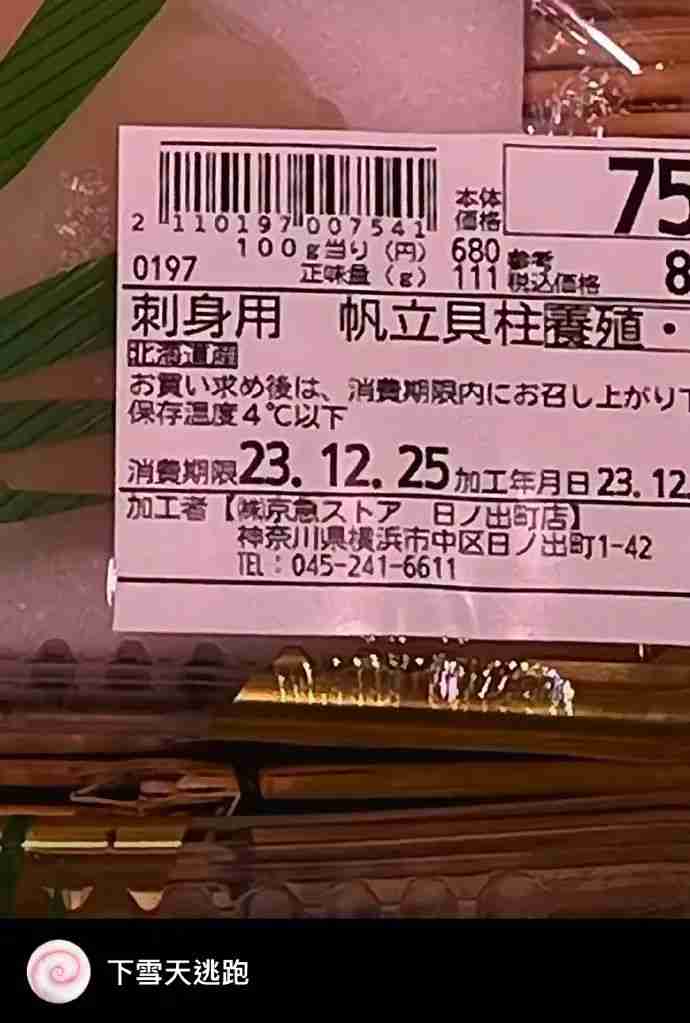 2 110197 007541
本体
価格
75
100g当り (円) 680
参考
税込価格
8
0197
正味量 (g) 111
刺身用 帆立貝柱養殖・
北海道産
お買い求め後は、消費期限内にお召し上がり下
保存温度4℃以下
消費期限23.12.25 加工年月日23.12.
加工者【㈱京急ストア 日ノ出町店】
神奈川県横浜市中区日ノ出町1-42
TEL:045-241-6611
下雪天逃跑